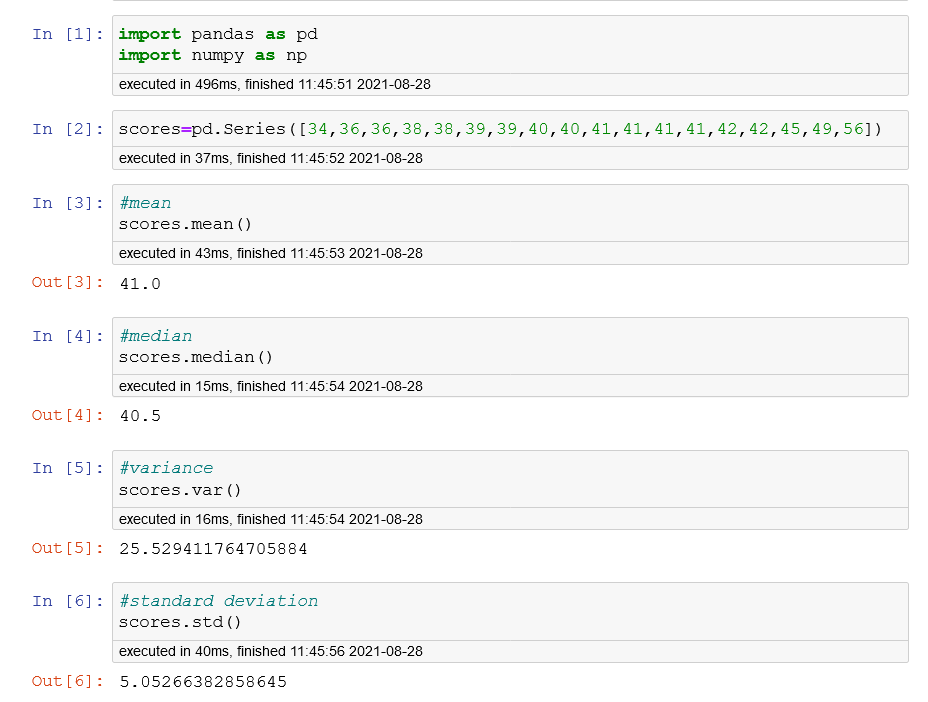 In [1]: import pandas as pd
import numpy as np
executed in 496ms, finished 11:45:51 2021-08-28
In [2]: scores=pd.Series([34,36,36,38,38,39,39,40,40,41,41,41,41,42,42,45,49,56])
executed in 37ms, finished 11:45:52 2021-08-28
In [3]: #mean
scores.mean()
executed in 43ms, finished 11:45:53 2021-08-28
Out[3]: 41.0
In [4]: #median
scores.median()
executed in 15ms, finished 11:45:54 2021-08-28
Out[4]: 40.5
In [5]: #variance
scores.var()
executed in 16ms, finished 11:45:54 2021-08-28
Out[5]: 25.529411764705884
In [6]: #standard deviation
scores.std()
executed in 40ms, finished 11:45:56 2021-08-28
Out[6]: 5.05266382858645